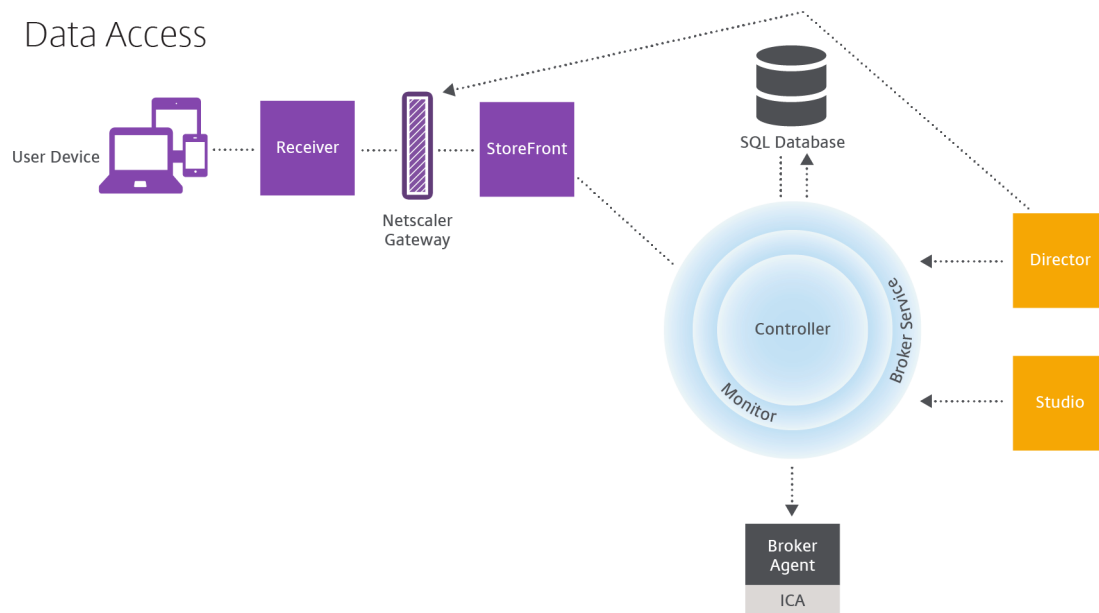 Data Access
SQL Database
User Device
Receiver
StoreFront
Netscaler
Gateway
Director
Controller
Broker Service
Monitor
Studio
Broker
Agent
ICA